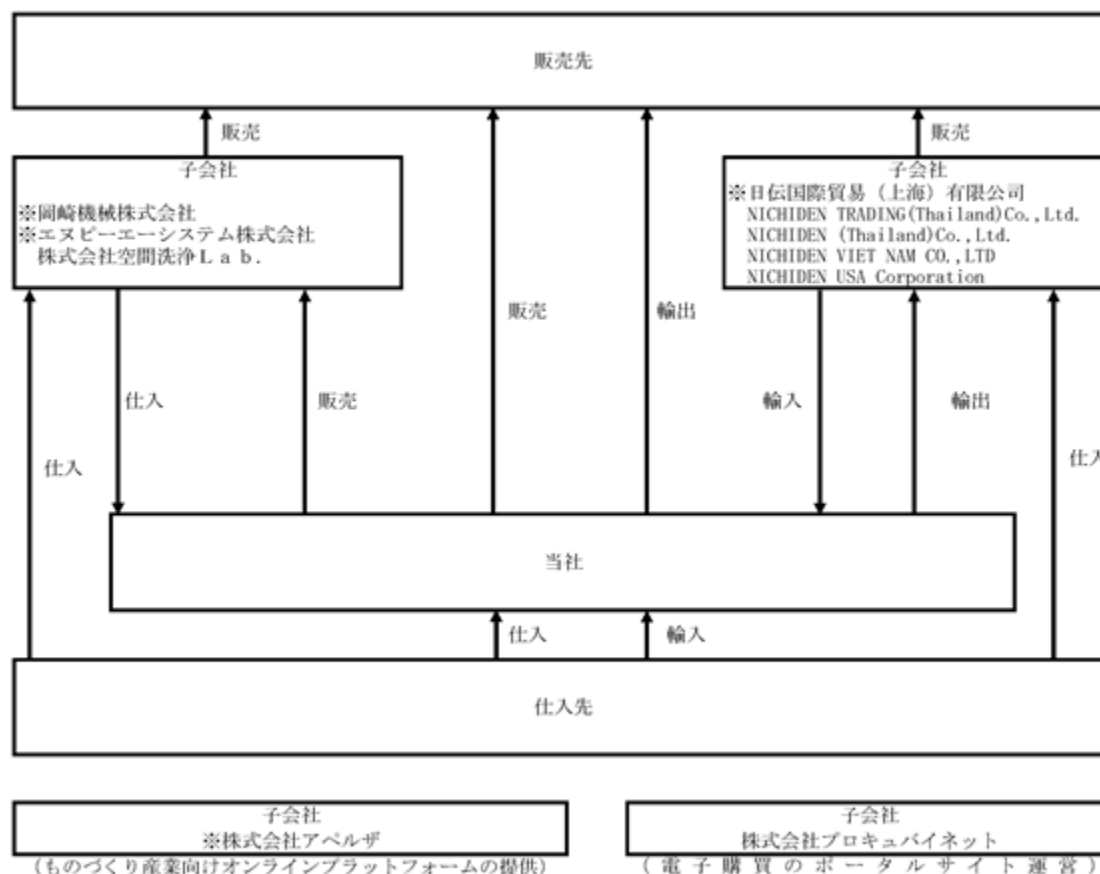 販売先
販売
販売
子会社
※岡崎機械株式会社
※エヌピーエーシステム株式会社
株式会社空間洗浄Ｌａｂ．
子会社
※日伝国際貿易（上海）有限公司
NICHIDEN TRADING(Thailand)Co.,Ltd.
NICHIDEN (Thailand)Co.,Ltd.
NICHIDEN VIET NAM CO.,LTD
NICHIDEN USA Corporation
販売
輸出
仕入
販売
輸入
輸出
仕入
仕入
当社
仕入
輸入
仕入先
子会社
※株式会社アペルザ
（ものづくり産業向けオンラインプラットフォームの提供）
子会社
株式会社プロキュバイネット
（電子購買のポータルサイト運営）